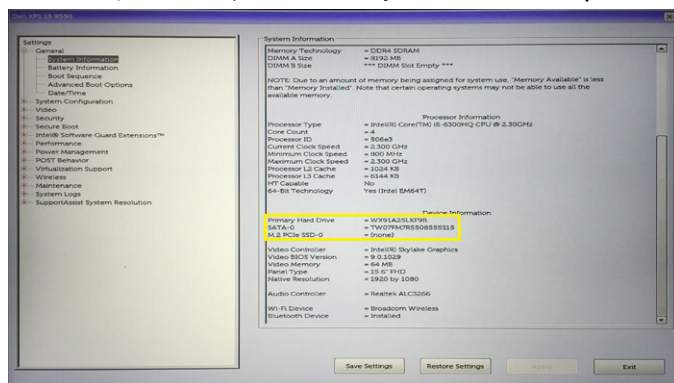 Dell XPS 15 9550
Settings
General
System Information
Battery Information
Boot Sequence
Advanced Boot Options
Date/Time
System Configuration
Video
Security
Secure Boot
Intel® Software Guard Extensions™
Performance
Power Management
POST Behavior
Virtualization Support
Wireless
Maintenance
System Logs
SupportAssist System Resolution
System Information
Memory Technology = DDR4 SDRAM
DIMM A Size = 8192 MB
DIMM B Size *** DIMM Slot Empty ***
NOTE: Due to an amount of memory being assigned for system use, "Memory Available" is less
than "Memory Installed". Note that certain operating systems may not be able to use all the
available memory.
Processor Information
Processor Type = Intel(R) Core(TM) i5-6300HQ CPU @ 2.30GHz
Core Count = 4
Processor ID = 506e3
Current Clock Speed = 2.300 GHz
Minimum Clock Speed = 800 MHz
Maximum Clock Speed = 2.300 GHz
Processor L2 Cache = 1024 KB
Processor L3 Cache = 6144 KB
HT Capable No
64-Bit Technology Yes (Intel EM64T)
Device Information
Primary Hard Drive
SATA-0
M.2 PCIe SSD-0 = (none)
Video Controller = Intel(R) Skylake Graphics
Video BIOS Version = 9.0.1029
Video Memory = 64 MB
Panel Type = 15.6" FHD
Native Resolution = 1920 by 1080
Audio Controller = Realtek ALC3266
Wi-Fi Device = Broadcom Wireless
Bluetooth Device = Installed
Save Settings
Restore Settings
Apply
Exit